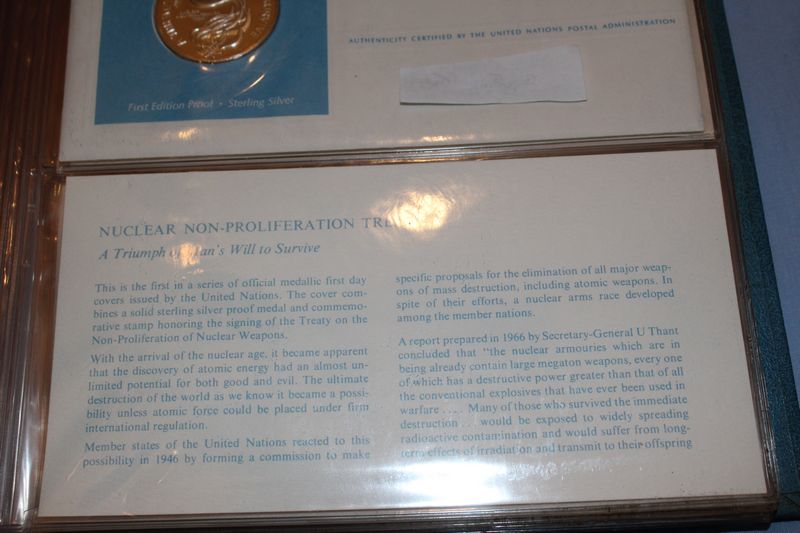 AUTHENTICITY CERTIFIED BY THE UNITED NATIONS POSTAL ADMINISTRATION
First Edition Proof • Sterling Silver
NUCLEAR NON-PROLIFERATION
A Triumph of Man's Will to Survive
This is the first in a series of official medallic first day
covers issued by the United Nations. The cover com-
bines a solid sterling silver proof medal and commemo-
rative stamp honoring the signing of the Treaty on the
Non-Proliferation of Nuclear Weapons.
With the arrival of the nuclear age, it became apparent
that the discovery of atomic energy had an almost un-
limited potential for both good and evil. The ultimate
destruction of the world as we know it became a possi-
bility unless atomic force could be placed under firm
international regulation.
Member states of the United Nations reacted to this
possibility in 1946 by forming a commission to make
specific proposals for the elimination of all major weap-
ons of mass destruction, including atomic weapons. In
spite of their efforts, a nuclear arms race developed
among the member nations.
A report prepared in 1966 by Secretary-General U Thant
concluded that "the nuclear armouries which are in
being already contain large megaton weapons, every one
of which has a destructive power greater than that of all
the conventional explosives that have ever been used in
warfare .... Many of those who survived the immediate
destruction .. would be exposed to widely spreading
radioactive contamination and would suffer from long-
term effects of irradiation and transmit to their offspring